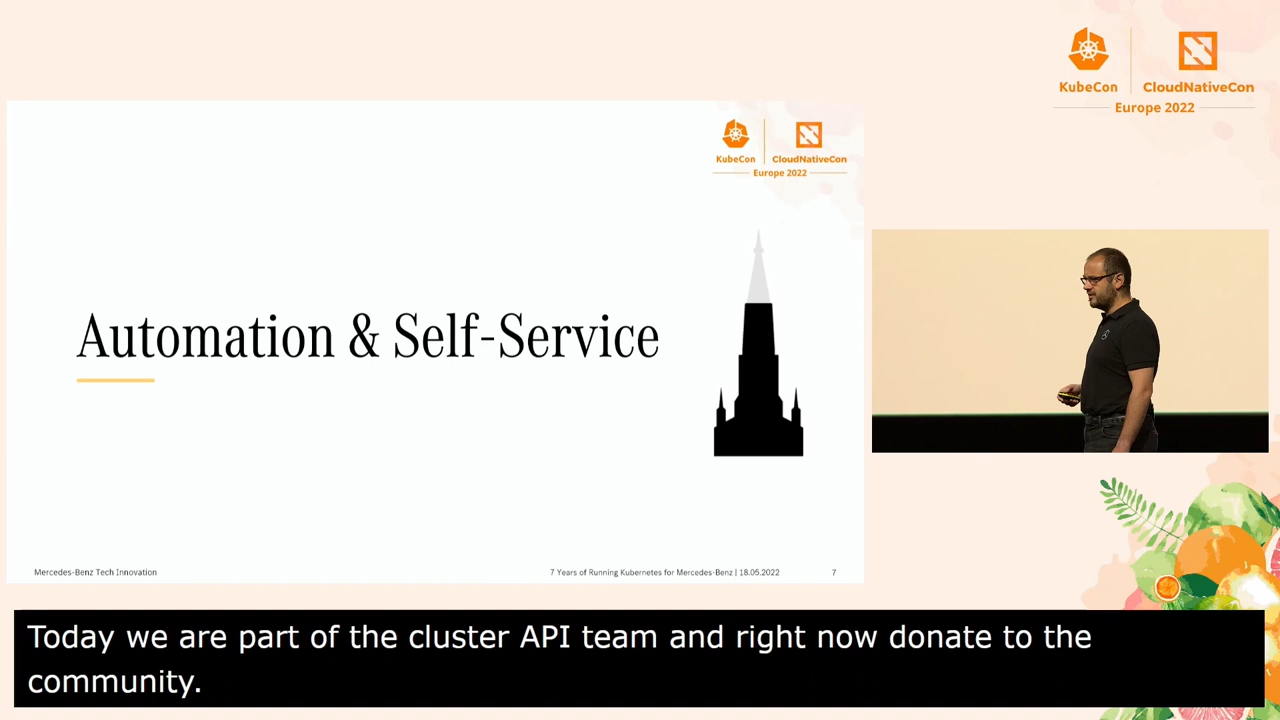 KubeCon
CloudNativeCon
Europe 2022
KubeCon
CloudNativeCon
Europe 2022
Automation & Self-Service
Mercedes-Benz Tech Innovation
7 Years of Running Kubernetes for Mercedes-Benz | 18.05.2022
7
Today we are part of the cluster API team and right now donate to the
community.